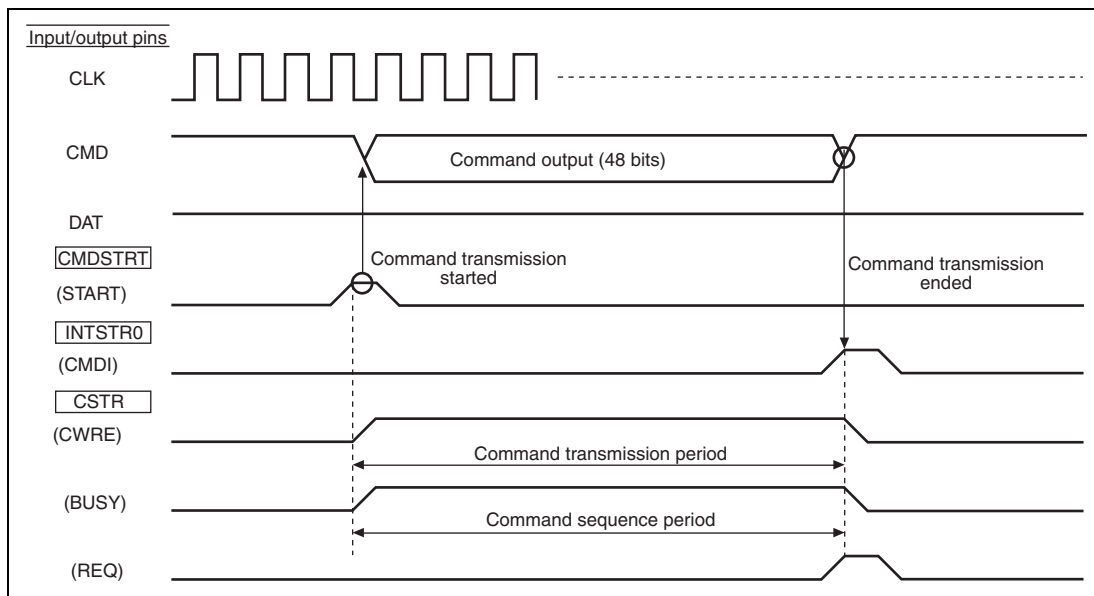 Input/output pins
CLK
CMD
Command output (48 bits)
DAT
CMDSTRT
(START)
Command transmission
started
Command transmission
ended
INTSTR0
(CMDI)
CSTR
(CWRE)
Command transmission period
(BUSY)
Command sequence period
(REQ)